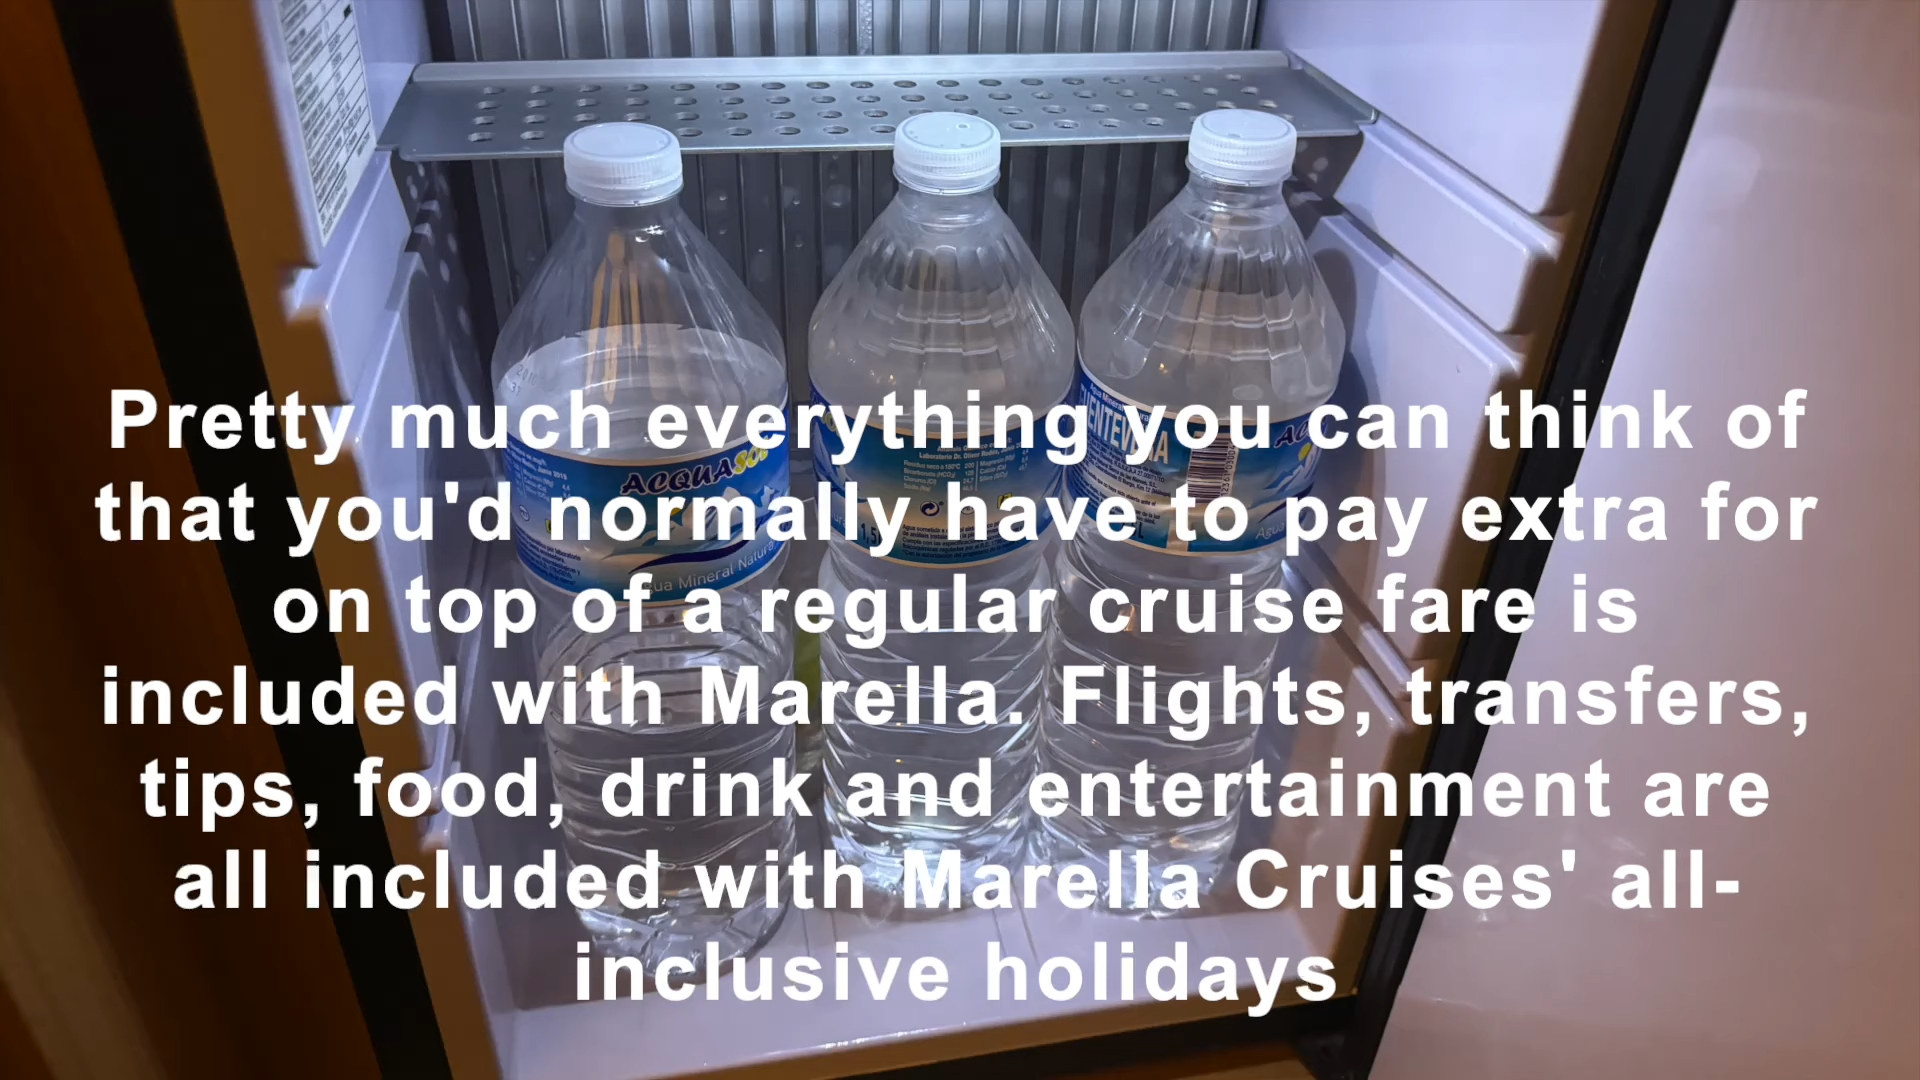 Pretty much everything you can think of
that you'd normally have to pay extra for
on top of a regular cruise fare is
included with Marella. Flights, transfers,
tips, food, drink and entertainment are
all included with Marella Cruises' all-
inclusive holidays
ACQUASOL
Agua Mineral Natural
1,5L